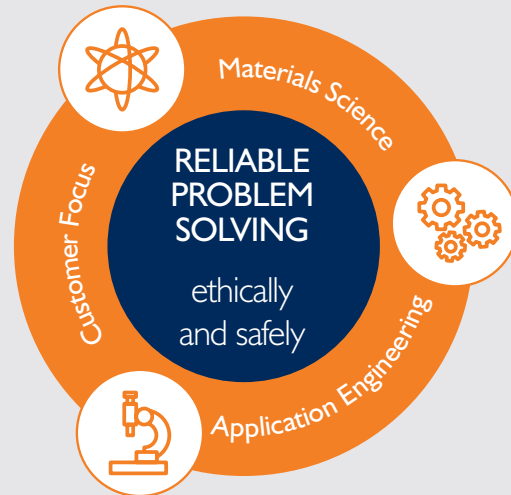 Materials Science
Customer Focus
RELIABLE
PROBLEM
SOLVING
ethically
and safely
Application Engineering